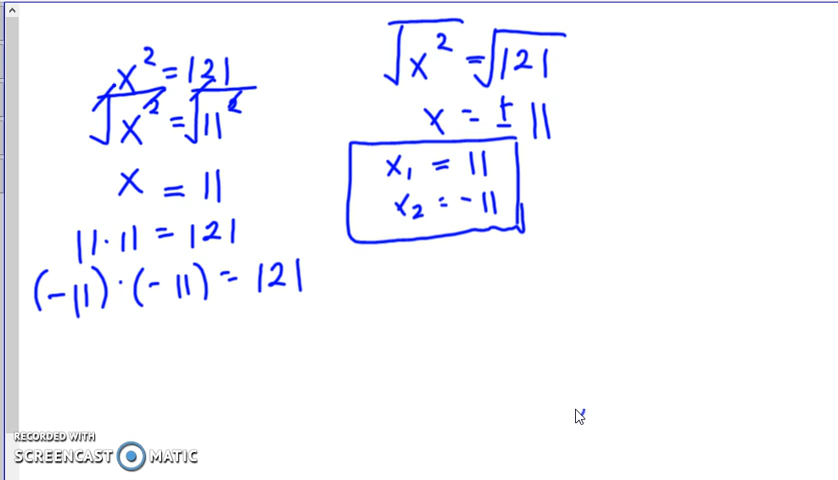 x² = 121
√x² = √11²
x = 11
11·11 = 121
(-11)·(-11) = 121
√x² = √121
x = ± 11
x₁ = 11
x₂ = -11
RECORDED WITH
SCREENCAST MATIC